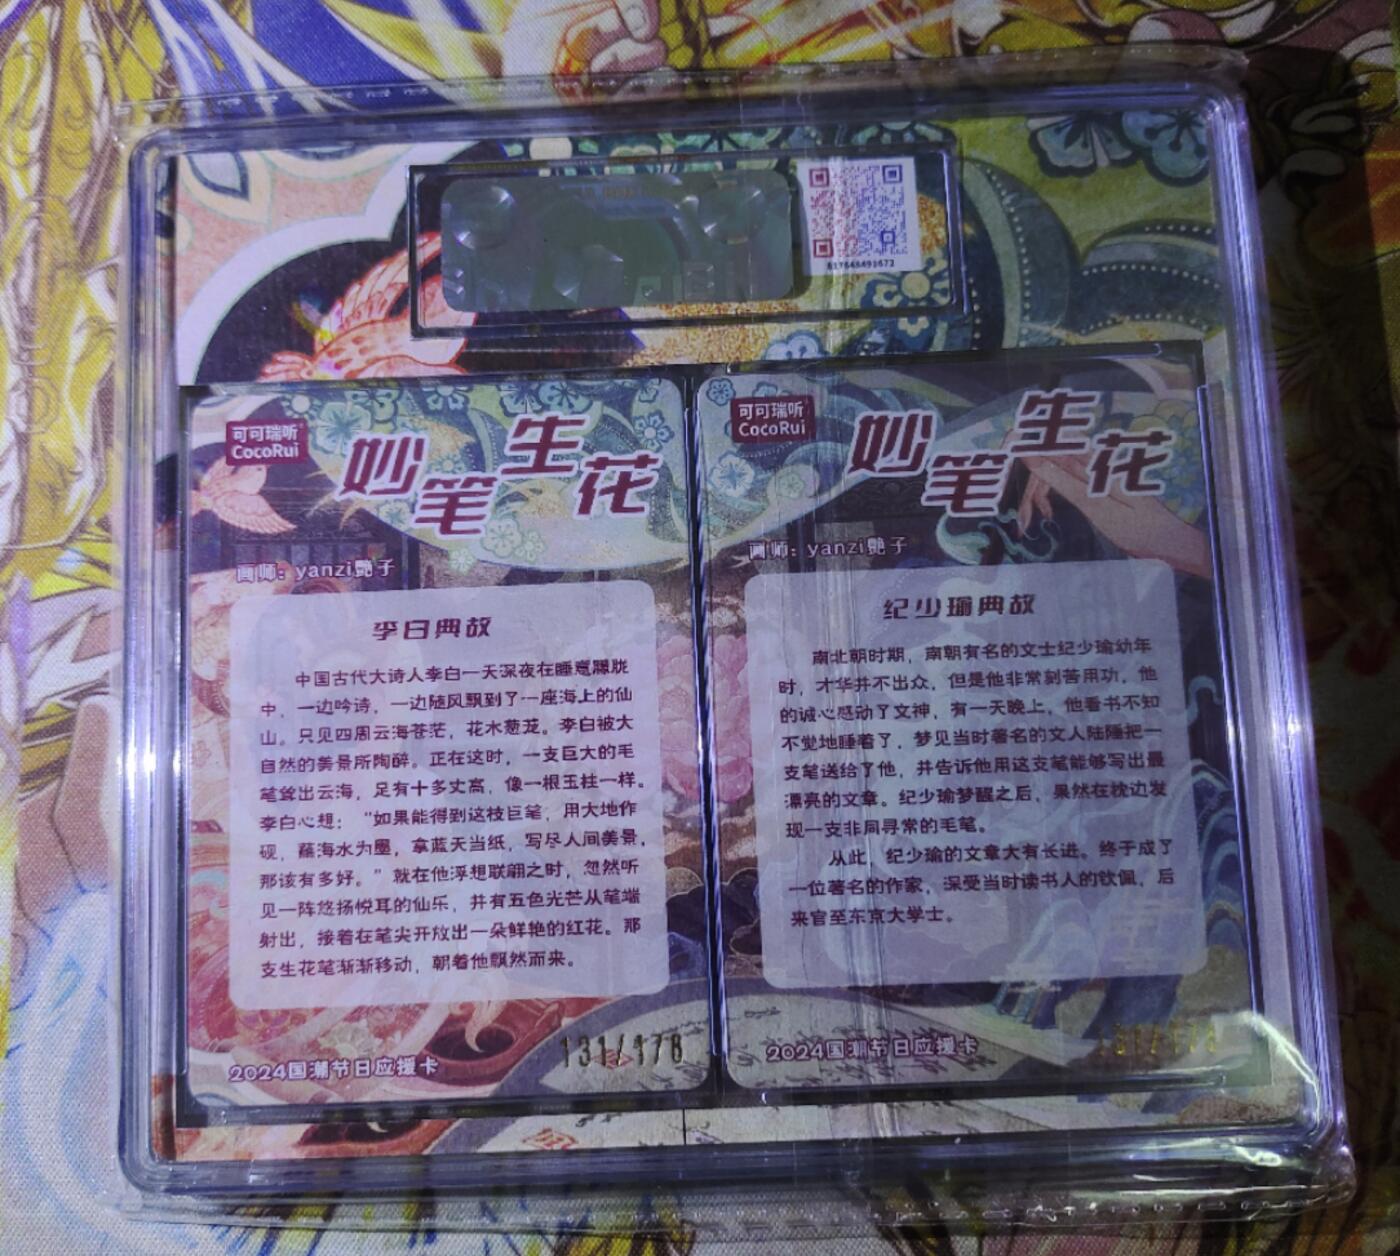 可可瑞听
CocoRui
妙笔生花
画师：yanzi艷子
李白典故
中国古代大诗人李白一天深夜在睡意朦胧
中，一边吟诗，一边随风飘到了一座海上的仙
山。只见四周云海苍茫，花木葱茏。李白被大
自然的美景所陶醉。正在这时，一支巨大的毛
笔耸出云海，足有十多丈高，像一根玉柱一样。
李白心想：“如果能得到这枝巨笔，用大地作
砚，蘸海水为墨，拿蓝天当纸，写尽人间美景，
那该有多好。”就在他浮想联翩之时，忽然听
见一阵悠扬悦耳的仙乐，并有五色光芒从笔端
射出，接着在笔尖开放出一朵鲜艳的红花。那
支生花笔渐渐移动，朝着他飘然而来。
2024国潮节日应援卡
131/178
可可瑞听
CocoRui
妙笔生花
画师：yanzi艷子
纪少瑜典故
南北朝时期，南朝有名的文士纪少瑜幼年
时，才华并不出众，但是他非常刻苦用功，他
的诚心感动了文神，有一天晚上，他看书不知
不觉地睡着了，梦见当时著名的文人陆陲把一
支笔送给了他，并告诉他用这支笔能够写出最
漂亮的文章。纪少瑜梦醒之后，果然在枕边发
现一支非同寻常的毛笔。
从此，纪少瑜的文章大有长进。终于成了
一位著名的作家，深受当时读书人的钦佩，后
来官至东京大学士。
2024国潮节日应援卡
131/178